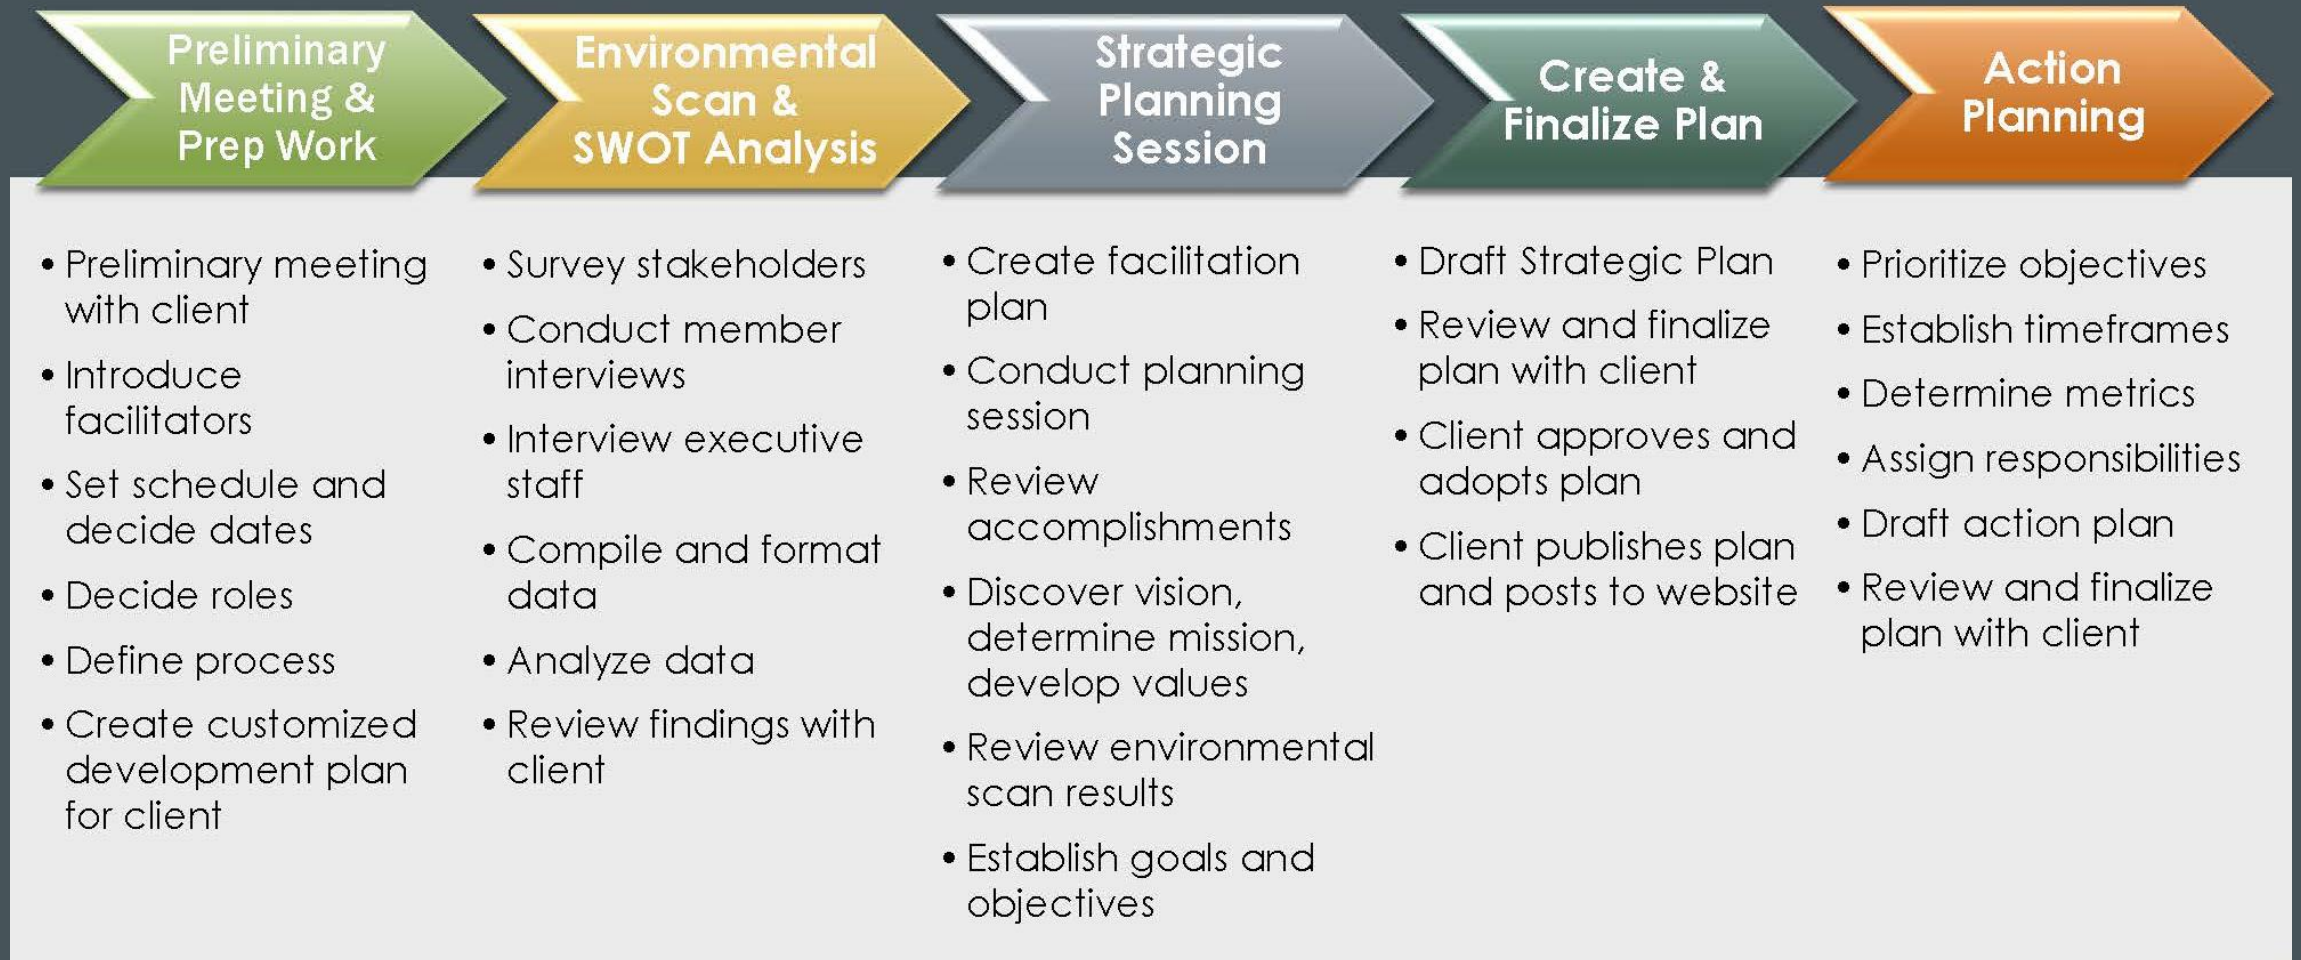 Preliminary
Meeting &
Prep Work
Environmental
Scan &
SWOT Analysis
Strategic
Planning
Session
Create &
Finalize Plan
Action
Planning
• Preliminary meeting
with client
• Introduce
facilitators
• Set schedule and
decide dates
• Decide roles
• Define process
• Create customized
development plan
for client
• Survey stakeholders
• Conduct member
interviews
• Interview executive
staff
• Compile and format
data
• Analyze data
• Review findings with
client
• Create facilitation
plan
• Conduct planning
session
• Review
accomplishments
• Discover vision,
determine mission,
develop values
• Review environmental
scan results
• Establish goals and
objectives
• Draft Strategic Plan
• Review and finalize
plan with client
• Client approves and
adopts plan
• Client publishes plan
and posts to website
• Prioritize objectives
• Establish timeframes
• Determine metrics
• Assign responsibilities
• Draft action plan
• Review and finalize
plan with client